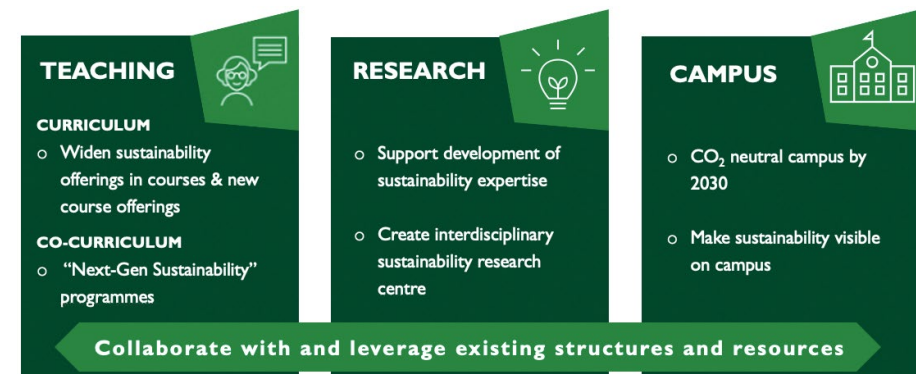 TEACHING
CURRICULUM
○ Widen sustainability
offerings in courses & new
course offerings
CO-CURRICULUM
○ “Next-Gen Sustainability”
programmes
RESEARCH
○ Support development of
sustainability expertise
○ Create interdisciplinary
sustainability research
centre
CAMPUS
○ CO₂ neutral campus by
2030
○ Make sustainability visible
on campus
Collaborate with and leverage existing structures and resources